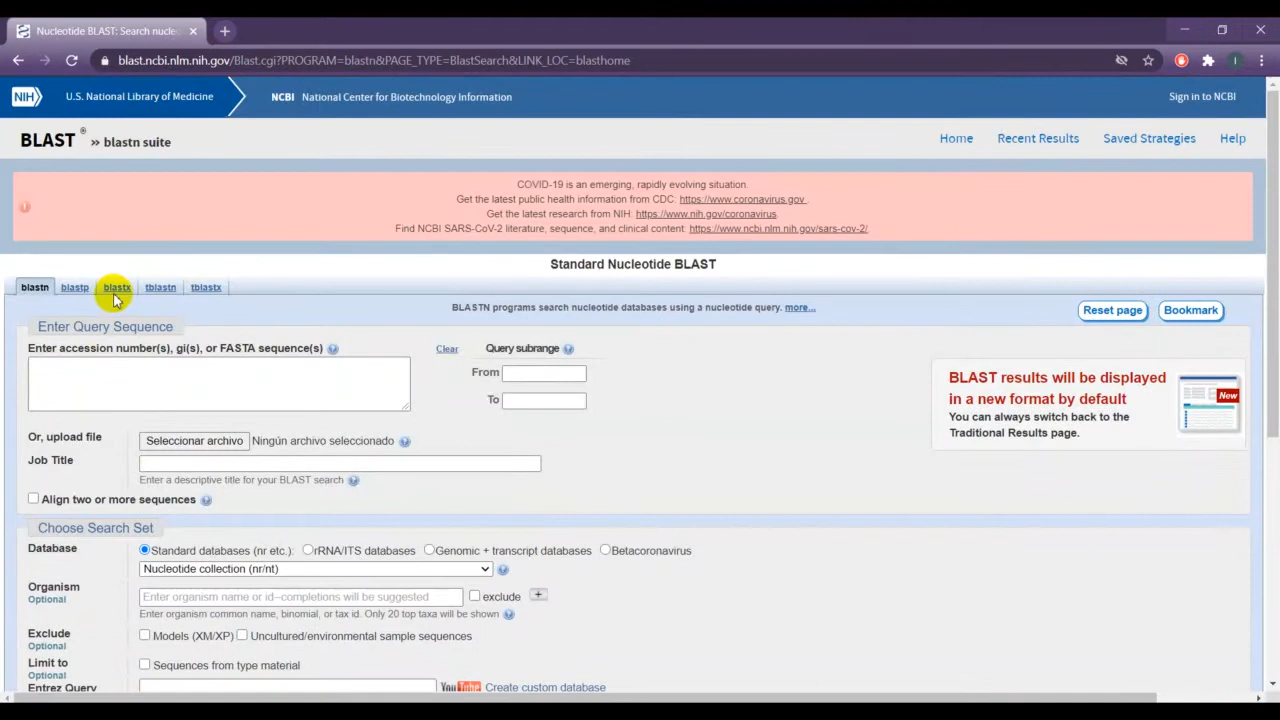 Nucleotide BLAST: Search nucle
blast.ncbi.nlm.nih.gov/Blast.cgi?PROGRAM=blastn&PAGE_TYPE=BlastSearch&LINK_LOC=blasthome
NIH U.S. National Library of Medicine NCBI National Center for Biotechnology Information Sign in to NCBI
BLAST ® » blastn suite Home Recent Results Saved Strategies Help
COVID-19 is an emerging, rapidly evolving situation.
Get the latest public health information from CDC: https://www.coronavirus.gov .
Get the latest research from NIH: https://www.nih.gov/coronavirus.
Find NCBI SARS-CoV-2 literature, sequence, and clinical content: https://www.ncbi.nlm.nih.gov/sars-cov-2/.
Standard Nucleotide BLAST
blastn blastp blastx tblastn tblastx
BLASTN programs search nucleotide databases using a nucleotide query. more... Reset page Bookmark
Enter Query Sequence
Enter accession number(s), gi(s), or FASTA sequence(s) Clear Query subrange
From
To
BLAST results will be displayed
in a new format by default
You can always switch back to the
Traditional Results page.
New
Or, upload file Seleccionar archivo Ningún archivo seleccionado
Job Title
Enter a descriptive title for your BLAST search
Align two or more sequences
Choose Search Set
Database Standard databases (nr etc.): rRNA/ITS databases Genomic + transcript databases Betacoronavirus
Nucleotide collection (nr/nt)
Organism
Optional
Enter organism name or id--completions will be suggested exclude +
Enter organism common name, binomial, or tax id. Only 20 top taxa will be shown
Exclude
Optional
Models (XM/XP) Uncultured/environmental sample sequences
Limit to
Optional
Sequences from type material
Entrez Query YouTube Create custom database